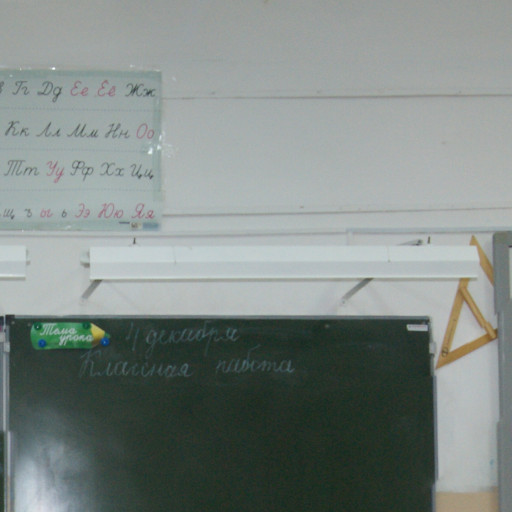 Гг Дд Ее Ёё Жж
Кк Лл Мм Нн Оо
Тт Уу Фф Хх Цц
щ ъ ы ь Ээ Юю Яя
Тема
урока
4 декабря
Классная работа